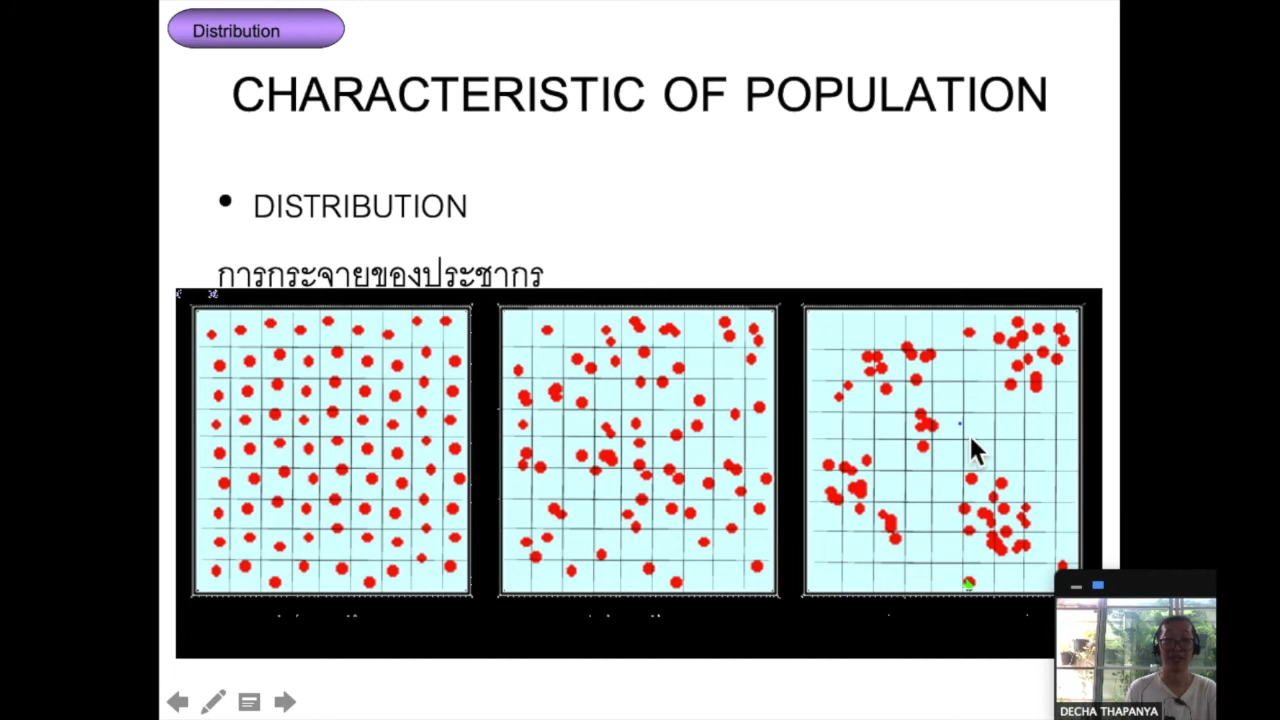 Distribution
CHARACTERISTIC OF POPULATION
• DISTRIBUTION
การกระจายของประชากร
DECHA THAPANYA